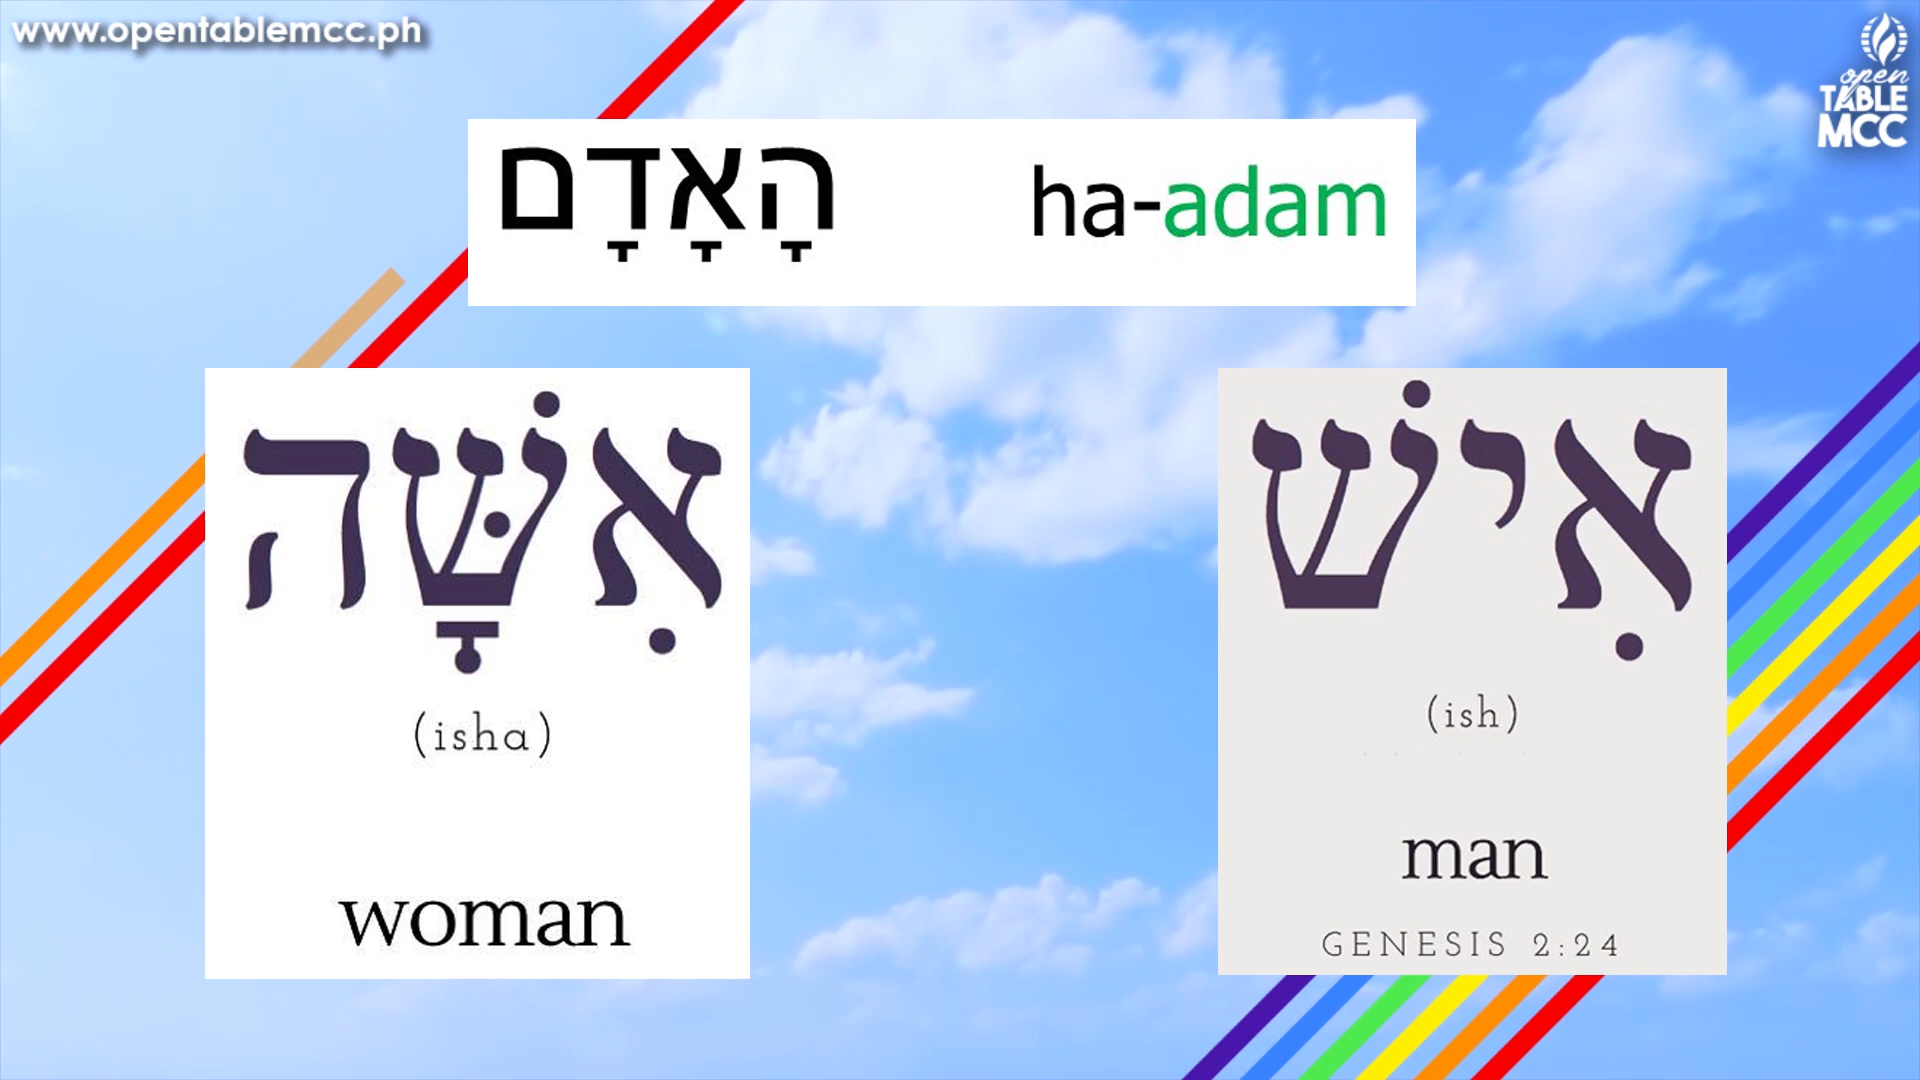 www.opentablemcc.ph
open
TABLE
MCC
הָאָדָם ha-adam
אִשָּׁה
(isha)
woman
אִישׁ
(ish)
man
GENESIS 2:24